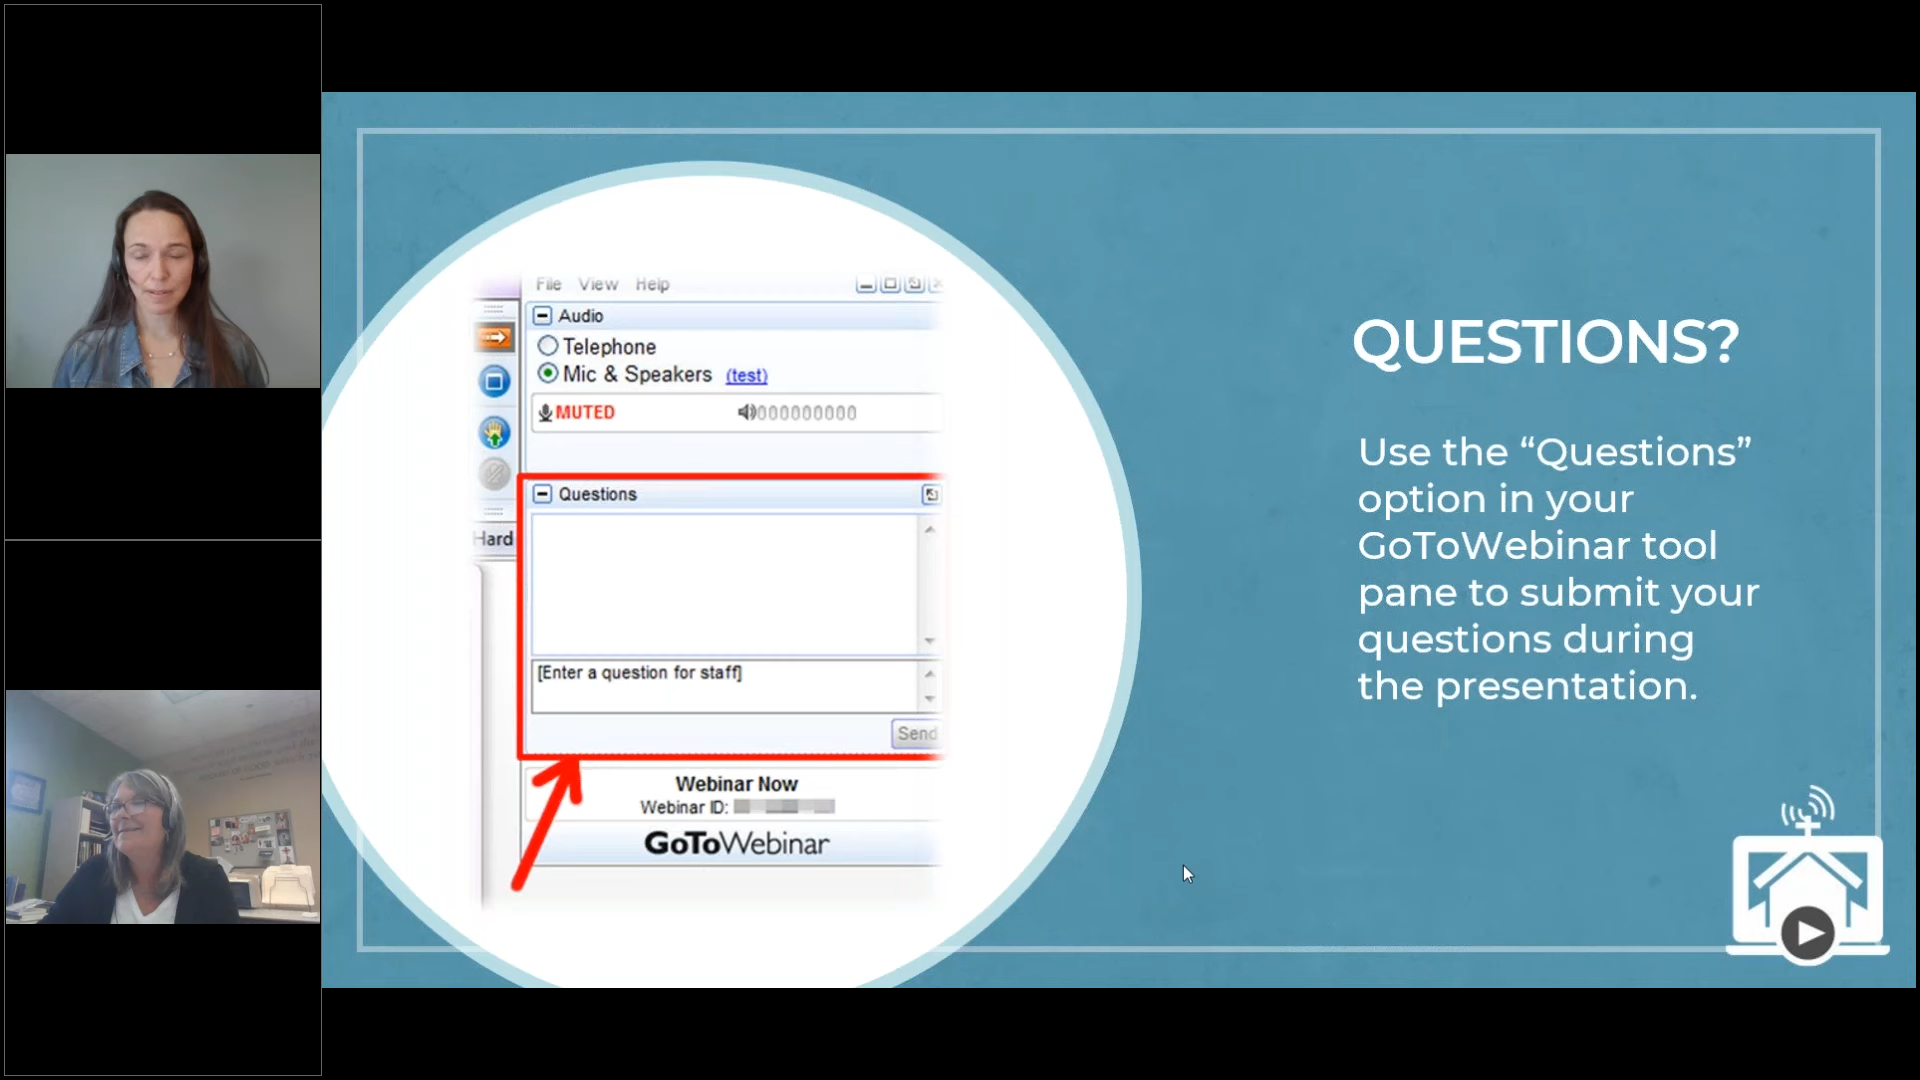 File View Help
Audio
Telephone
Mic & Speakers (test)
MUTED
Questions
Hard
[Enter a question for staff]
Send
Webinar Now
Webinar ID:
GoToWebinar
QUESTIONS?
Use the “Questions”
option in your
GoToWebinar tool
pane to submit your
questions during
the presentation.